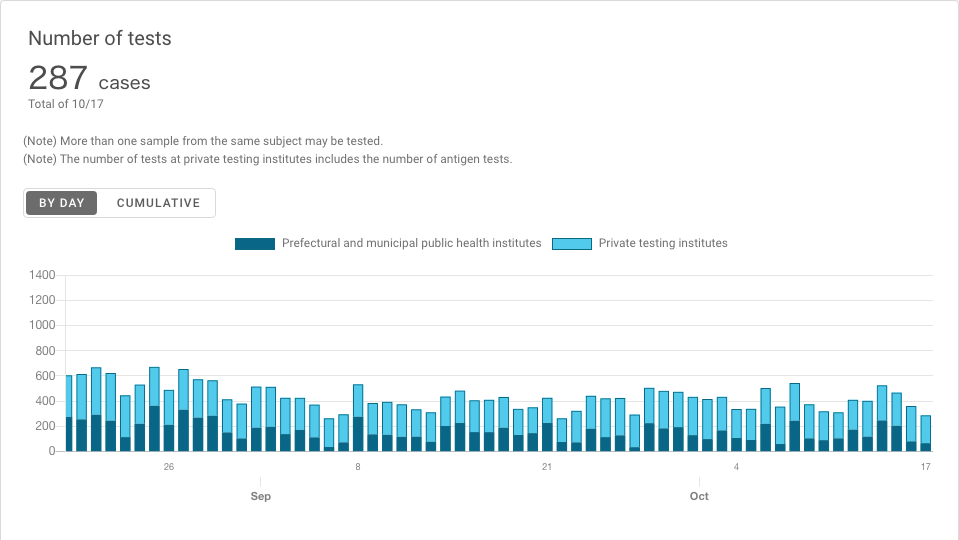 Number of tests
287 cases
Total of 10/17
(Note) More than one sample from the same subject may be tested.
(Note) The number of tests at private testing institutes includes the number of antigen tests.
BY DAY CUMULATIVE
Prefectural and municipal public health institutes Private testing institutes
1400
1200
1000
800
600
400
200
0
26 8 21 4 17
Sep Oct